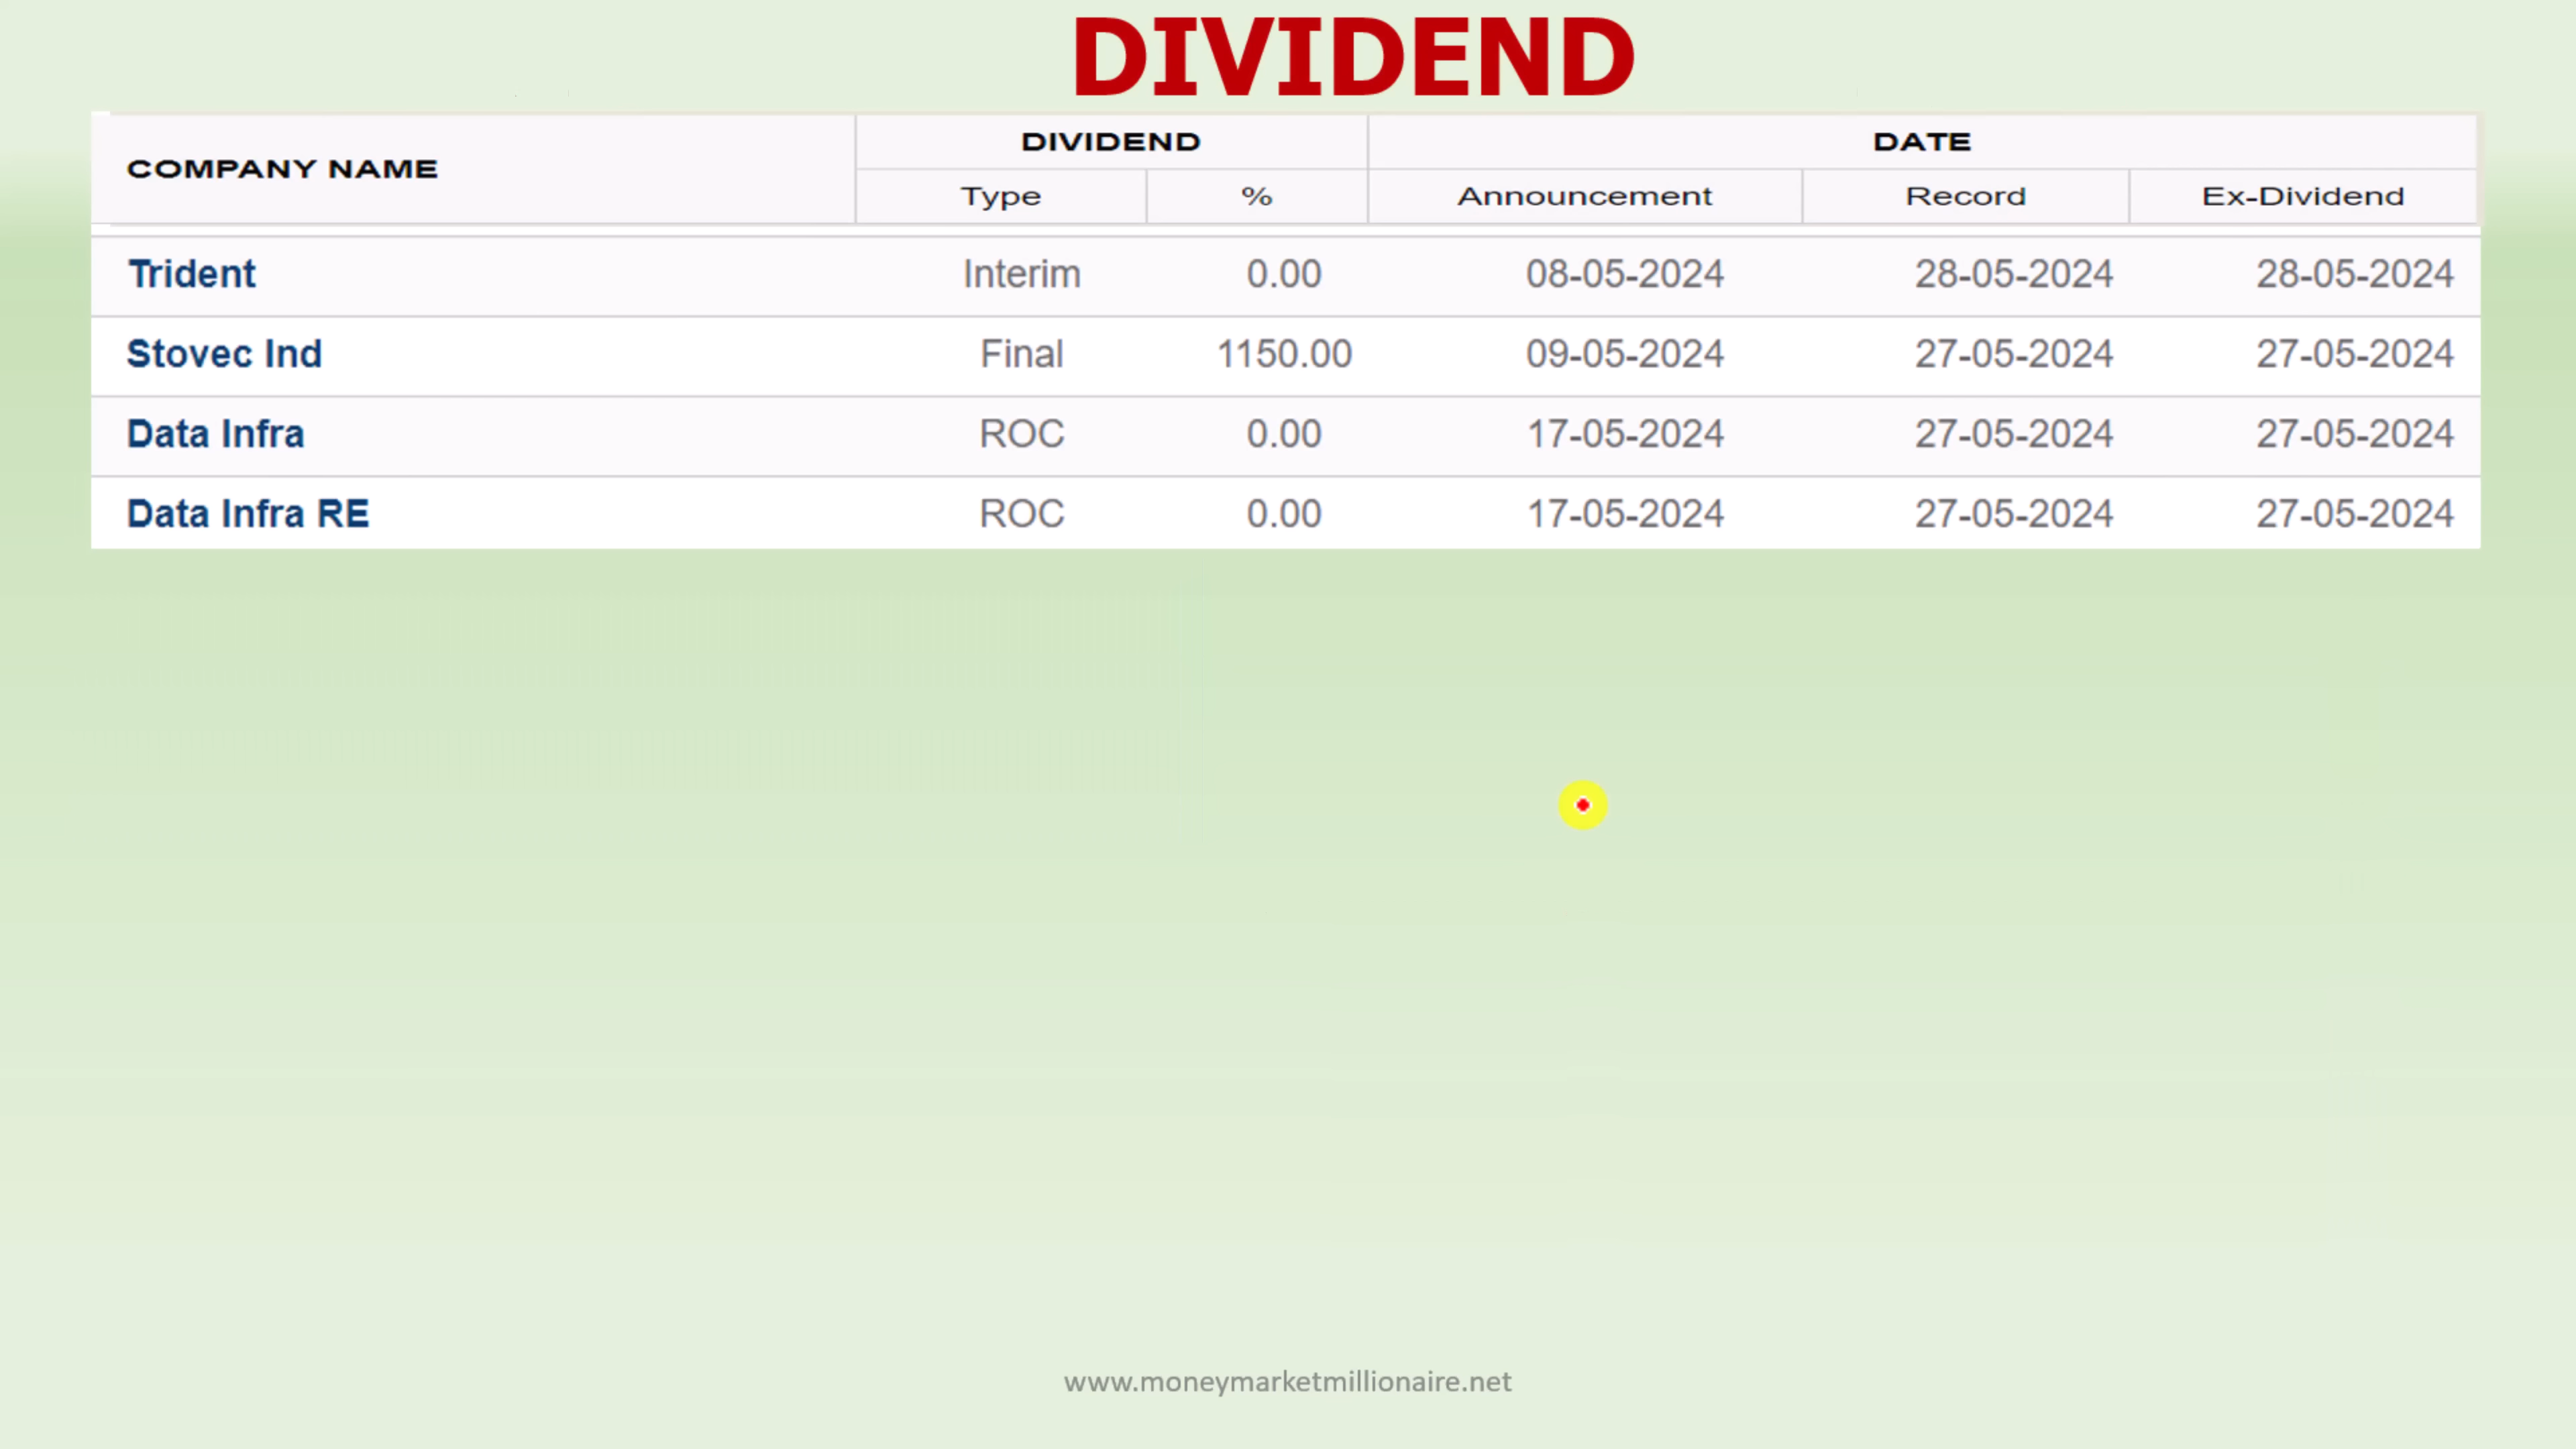 DIVIDEND
COMPANY NAME DIVIDEND DATE
Type % Announcement Record Ex-Dividend
Trident Interim 0.00 08-05-2024 28-05-2024 28-05-2024
Stovec Ind Final 1150.00 09-05-2024 27-05-2024 27-05-2024
Data Infra ROC 0.00 17-05-2024 27-05-2024 27-05-2024
Data Infra RE ROC 0.00 17-05-2024 27-05-2024 27-05-2024
www.moneymarketmillionaire.net